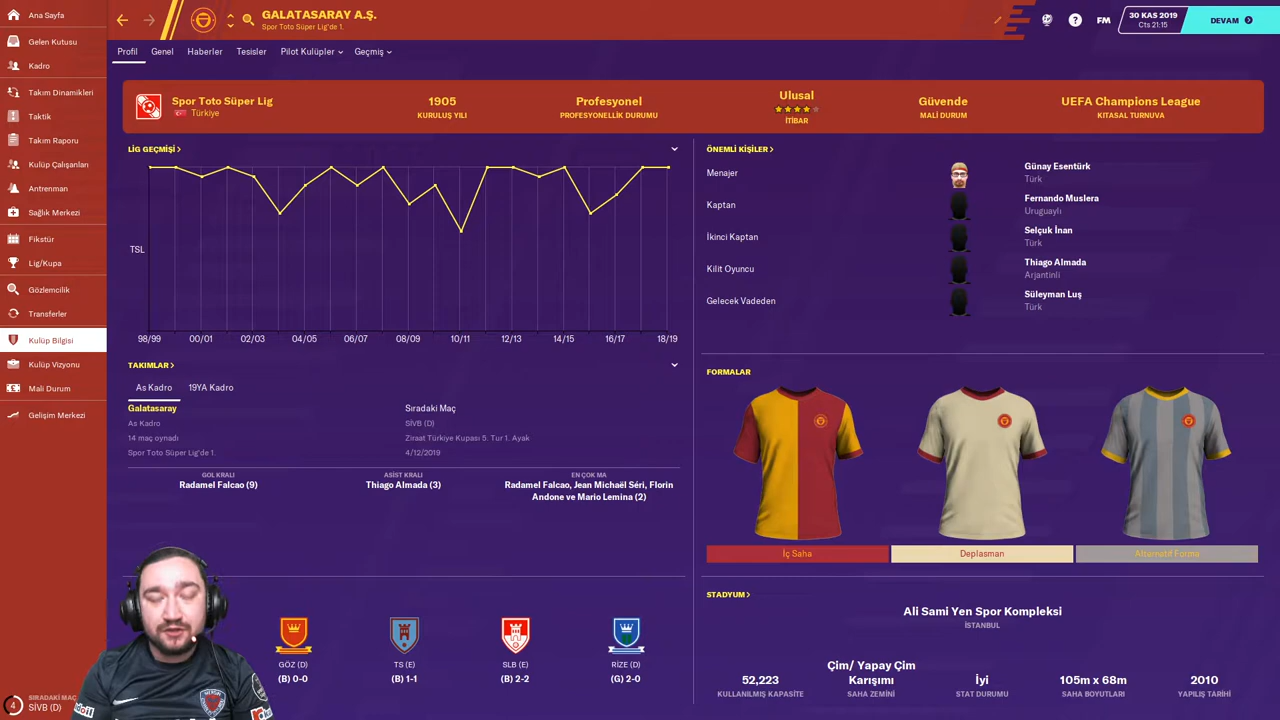 Ana Sayfa
Gelen Kutusu
Kadro
Takım Dinamikleri
Taktik
Takım Raporu
Kulüp Çalışanları
Antrenman
Sağlık Merkezi
Fikstür
Lig/Kupa
Gözlemcilik
Transferler
Kulüp Bilgisi
Kulüp Vizyonu
Mali Durum
Gelişim Merkezi
4
SIRADAKİ MAÇ
SİVB (D)
GALATASARAY A.Ş.
Spor Toto Süper Lig'de 1.
?
FM
30 KAS 2019
Cts 21:15
DEVAM
Profil
Genel
Haberler
Tesisler
Pilot Kulüpler
Geçmiş
Spor Toto Süper Lig
Türkiye
1905
KURULUŞ YILI
Profesyonel
PROFESYONELLİK DURUMU
Ulusal
İTİBAR
Güvende
MALİ DURUM
UEFA Champions League
KITASAL TURNUVA
LİG GEÇMİŞİ >
TSL
98/99 00/01 02/03 04/05 06/07 08/09 10/11 12/13 14/15 16/17 18/19
TAKIMLAR >
As Kadro
19YA Kadro
Galatasaray
As Kadro
14 maç oynadı
Spor Toto Süper Lig'de 1.
Sıradaki Maç
SİVB (D)
Ziraat Türkiye Kupası 5. Tur 1. Ayak
4/12/2019
GOL KRALI
Radamel Falcao (9)
ASİST KRALI
Thiago Almada (3)
EN ÇOK MA
Radamel Falcao, Jean Michaël Séri, Florin
Andone ve Mario Lemina (2)
GÖZ (D)
(B) 0-0
TS (E)
(B) 1-1
SLB (E)
(B) 2-2
RİZE (D)
(G) 2-0
ÖNEMLİ KİŞİLER >
Menajer
Günay Esentürk
Türk
Kaptan
Fernando Muslera
Uruguaylı
İkinci Kaptan
Selçuk İnan
Türk
Kilit Oyuncu
Thiago Almada
Arjantinli
Gelecek Vadeden
Süleyman Luş
Türk
FORMALAR
İç Saha
Deplasman
Alternatif Forma
STADYUM >
Ali Sami Yen Spor Kompleksi
İSTANBUL
52,223
KULLANILMIŞ KAPASİTE
Çim/ Yapay Çim
Karışımı
SAHA ZEMİNİ
İyi
STAT DURUMU
105m x 68m
SAHA BOYUTLARI
2010
YAPILIŞ TARİHİ